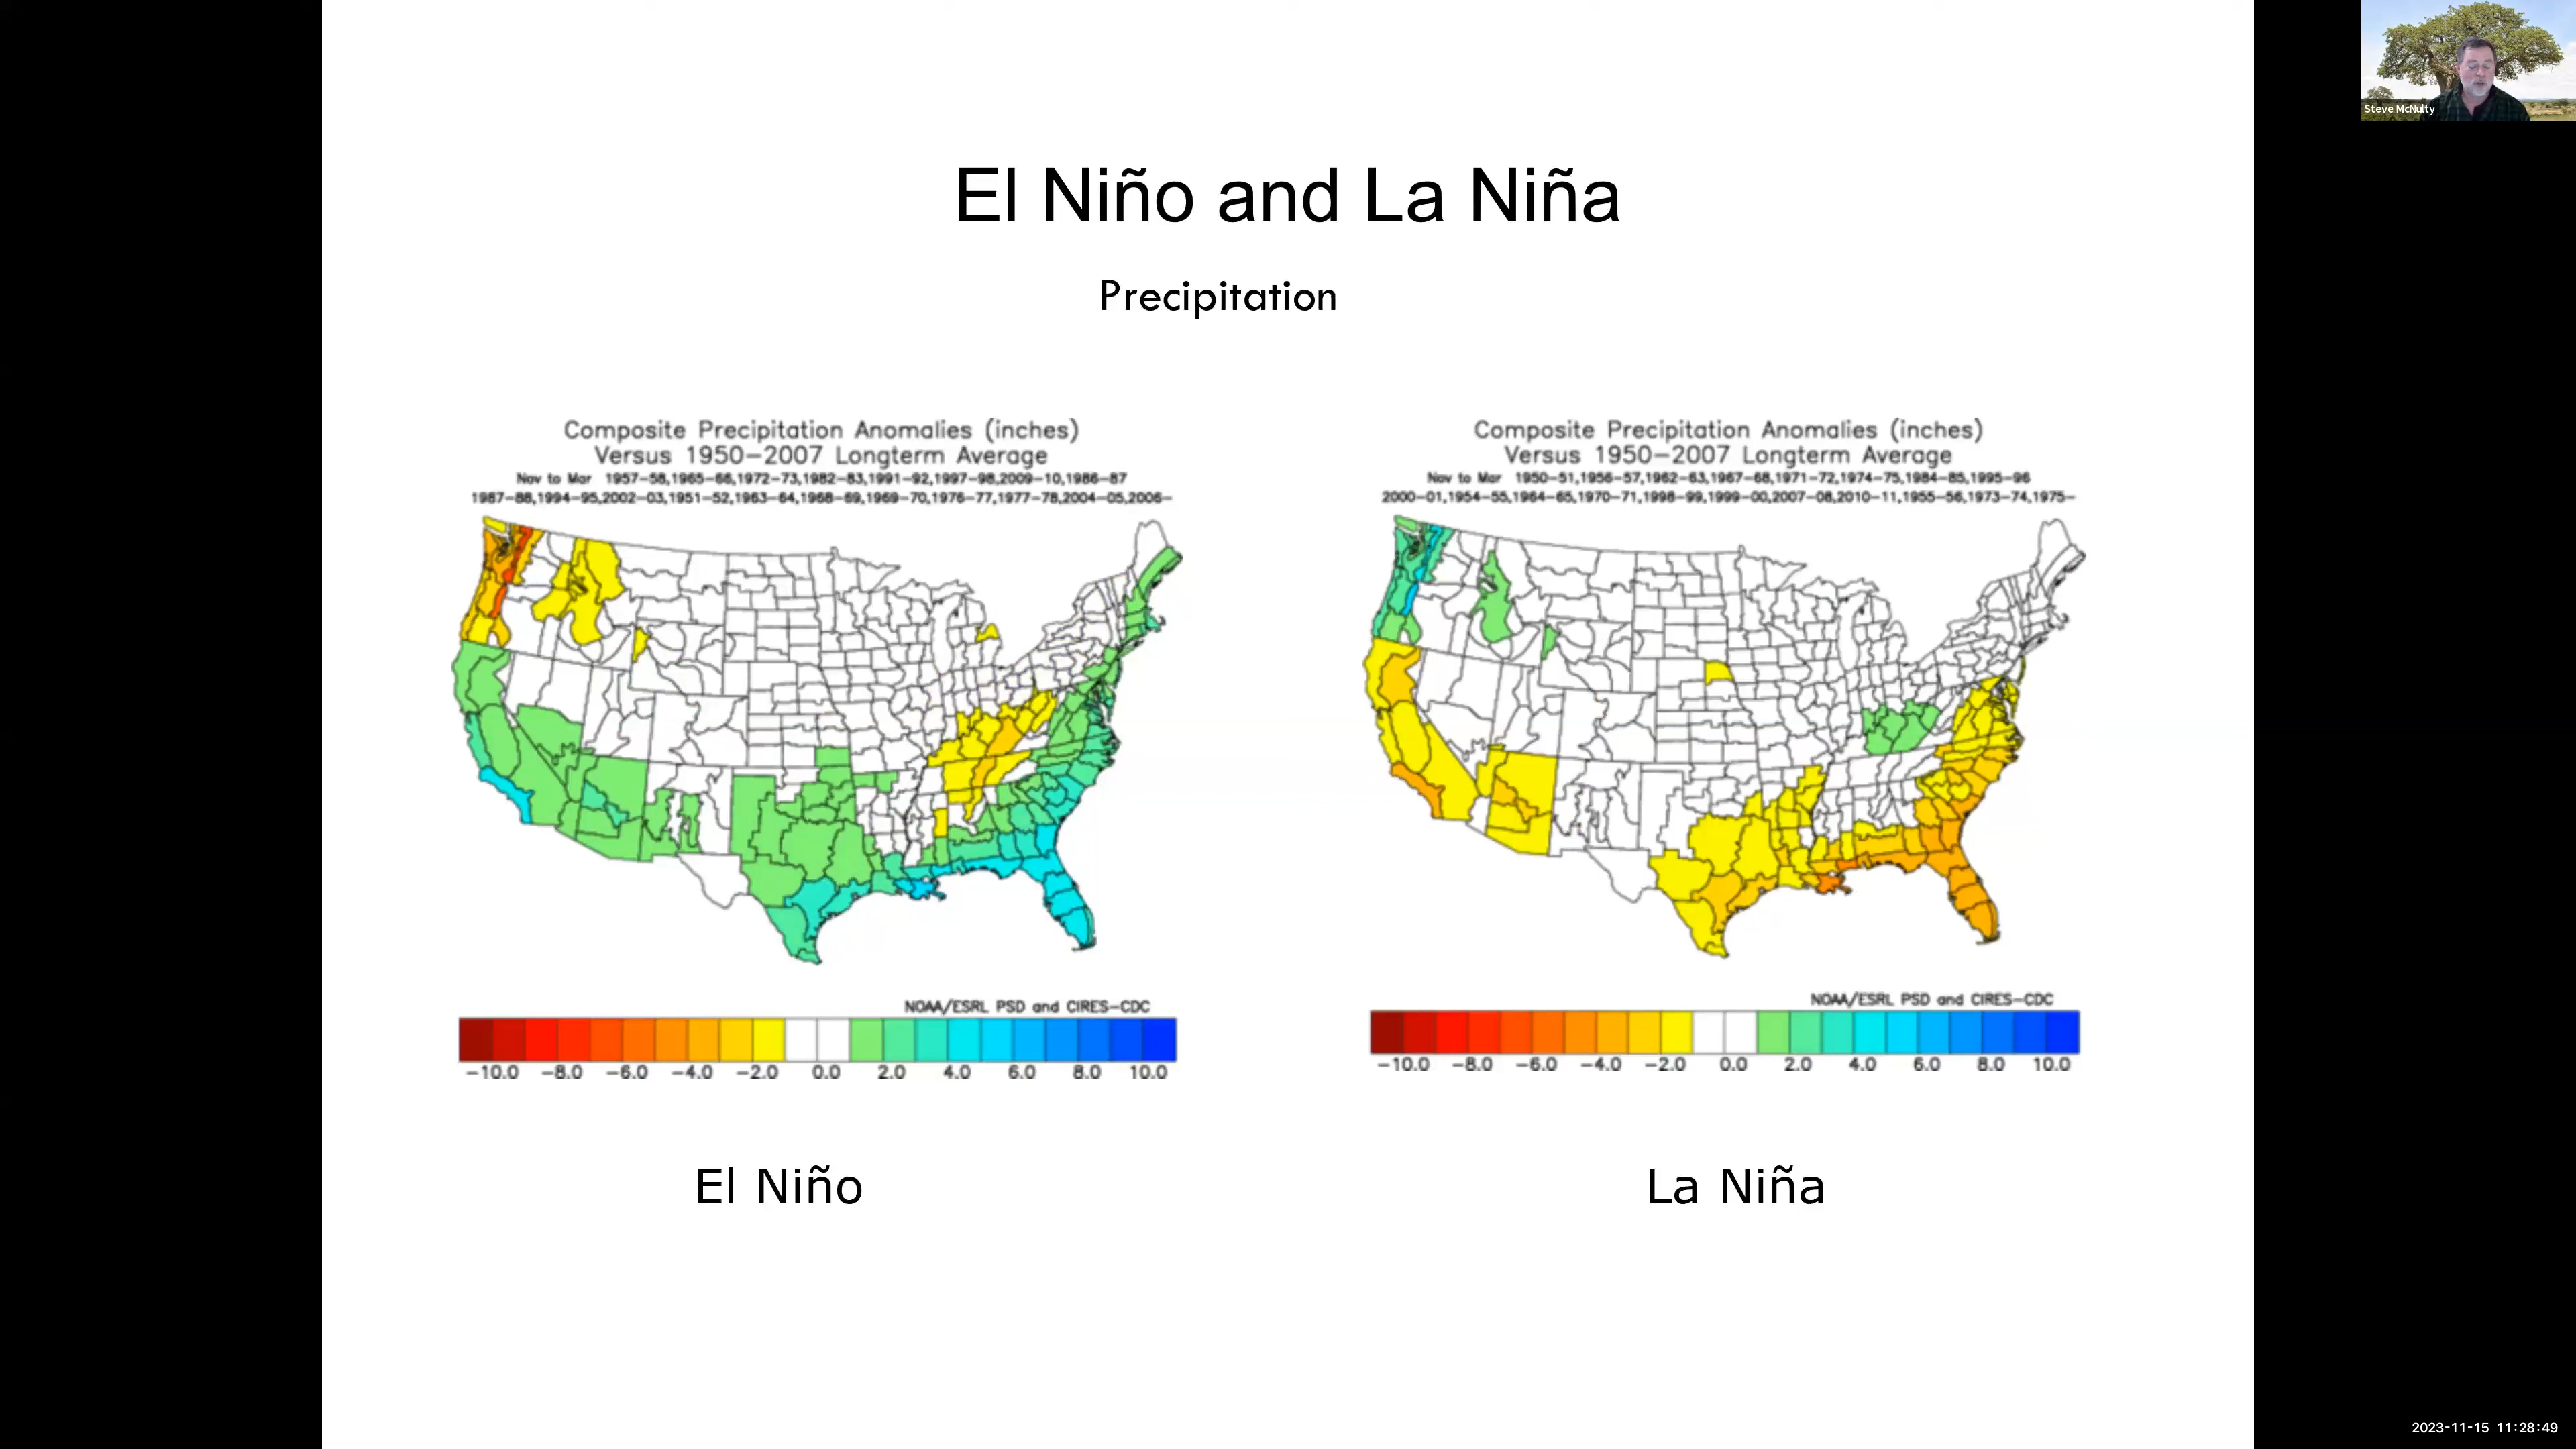 Steve McNulty
El Niño and La Niña
Precipitation
Composite Precipitation Anomalies (inches)
Versus 1950-2007 Longterm Average
Nov to Mar 1957-58,1965-66,1972-73,1982-83,1991-92,1997-98,2009-10,1986-87
1987-88,1994-95,2002-03,1951-52,1963-64,1968-69,1969-70,1976-77,1977-78,2004-05,2006-
NOAA/ESRL PSD and CIRES-CDC
-10.0 -8.0 -6.0 -4.0 -2.0 0.0 2.0 4.0 6.0 8.0 10.0
El Niño
Composite Precipitation Anomalies (inches)
Versus 1950-2007 Longterm Average
Nov to Mar 1950-51,1956-57,1962-63,1967-68,1971-72,1974-75,1984-85,1995-96
2000-01,1954-55,1964-65,1970-71,1998-99,1999-00,2007-08,2010-11,1955-56,1973-74,1975-
NOAA/ESRL PSD and CIRES-CDC
-10.0 -8.0 -6.0 -4.0 -2.0 0.0 2.0 4.0 6.0 8.0 10.0
La Niña
2023-11-15 11:28:49